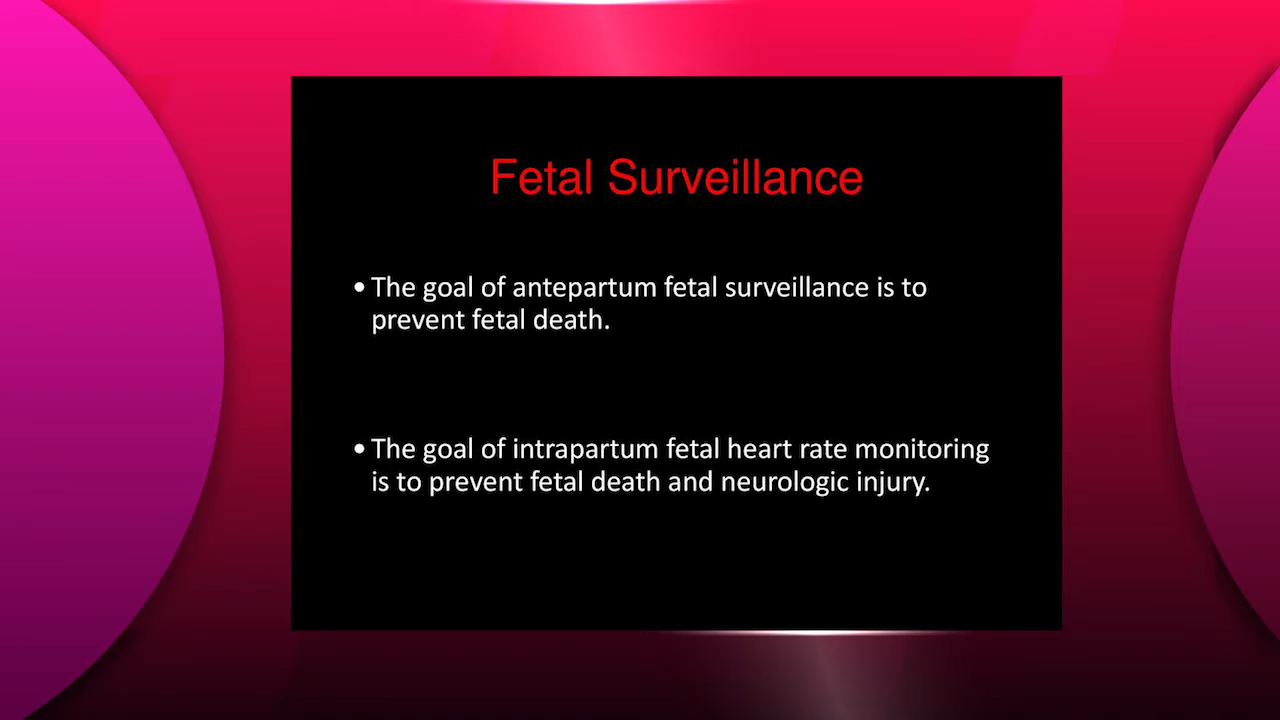 Fetal Surveillance
• The goal of antepartum fetal surveillance is to
prevent fetal death.
• The goal of intrapartum fetal heart rate monitoring
is to prevent fetal death and neurologic injury.